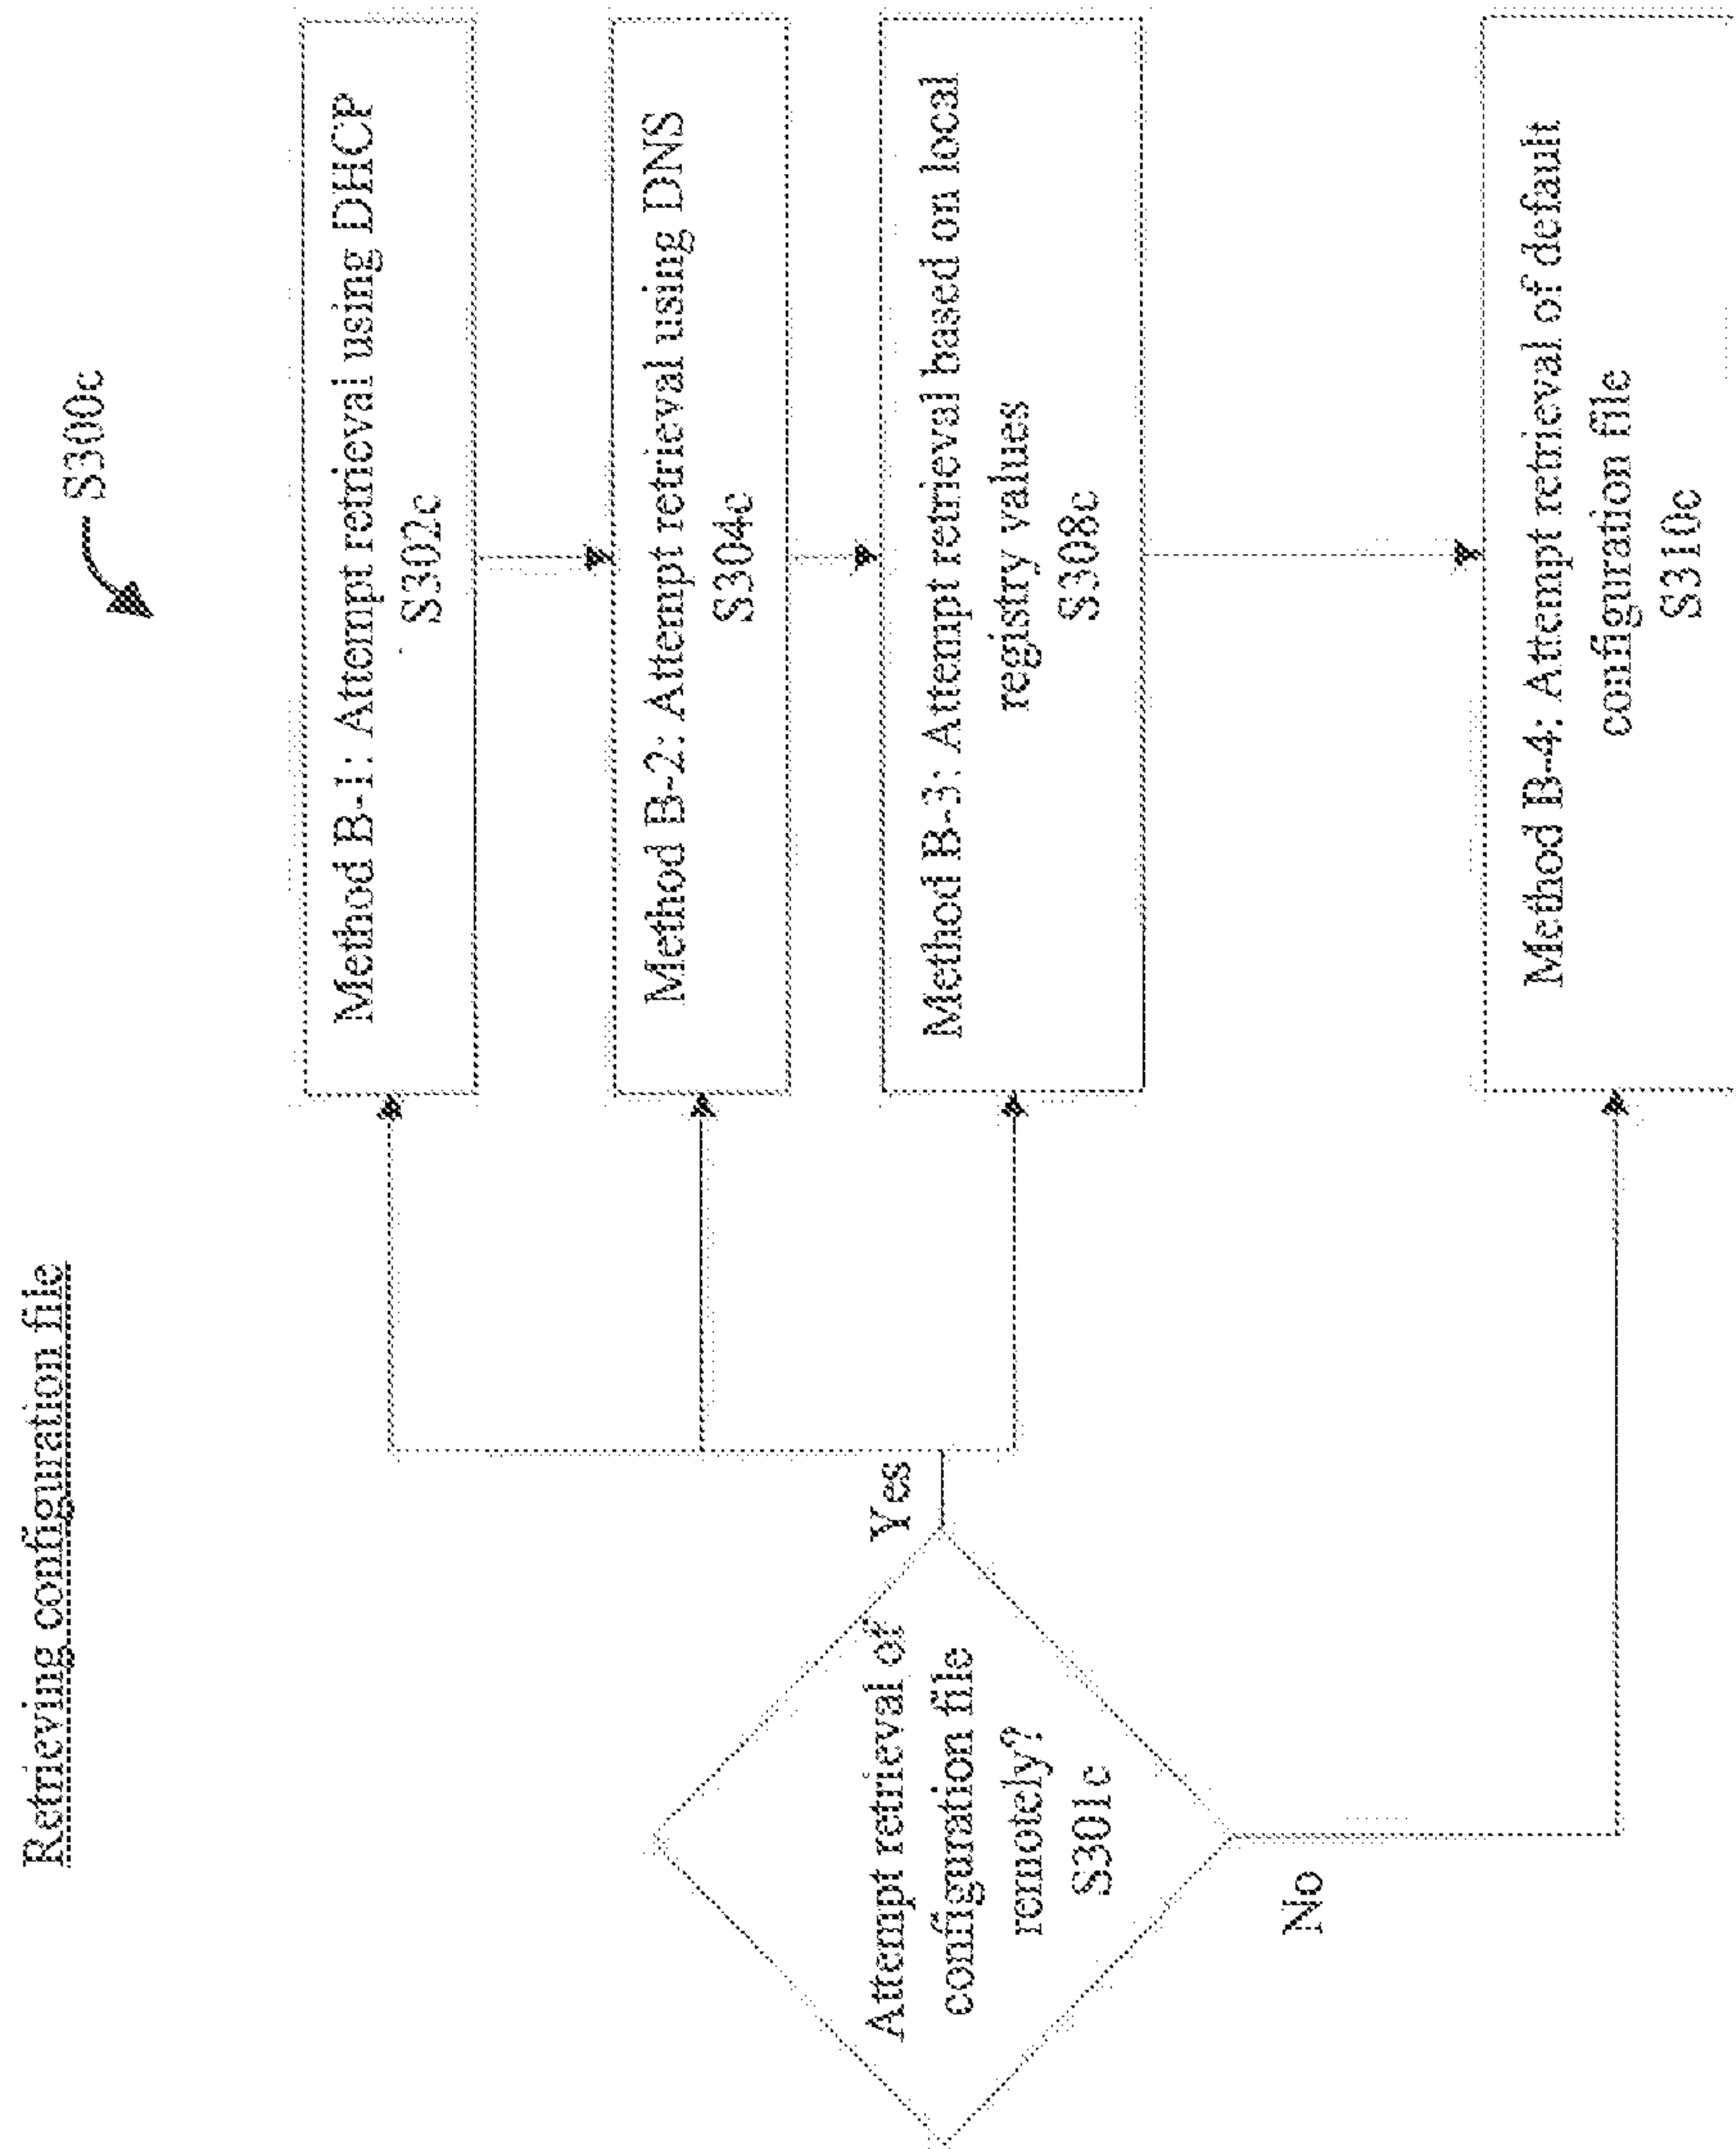 Retrieving configuration file
S300c
Attempt retrieval of
configuration file
remotely?
S301c
Yes
No
Method B-1: Attempt retrieval using DHCP
S302c
Method B-2: Attempt retrieval using DNS
S304c
Method B-3: Attempt retrieval based on local
registry values
S308c
Method B-4: Attempt retrieval of default
configuration file
S310c